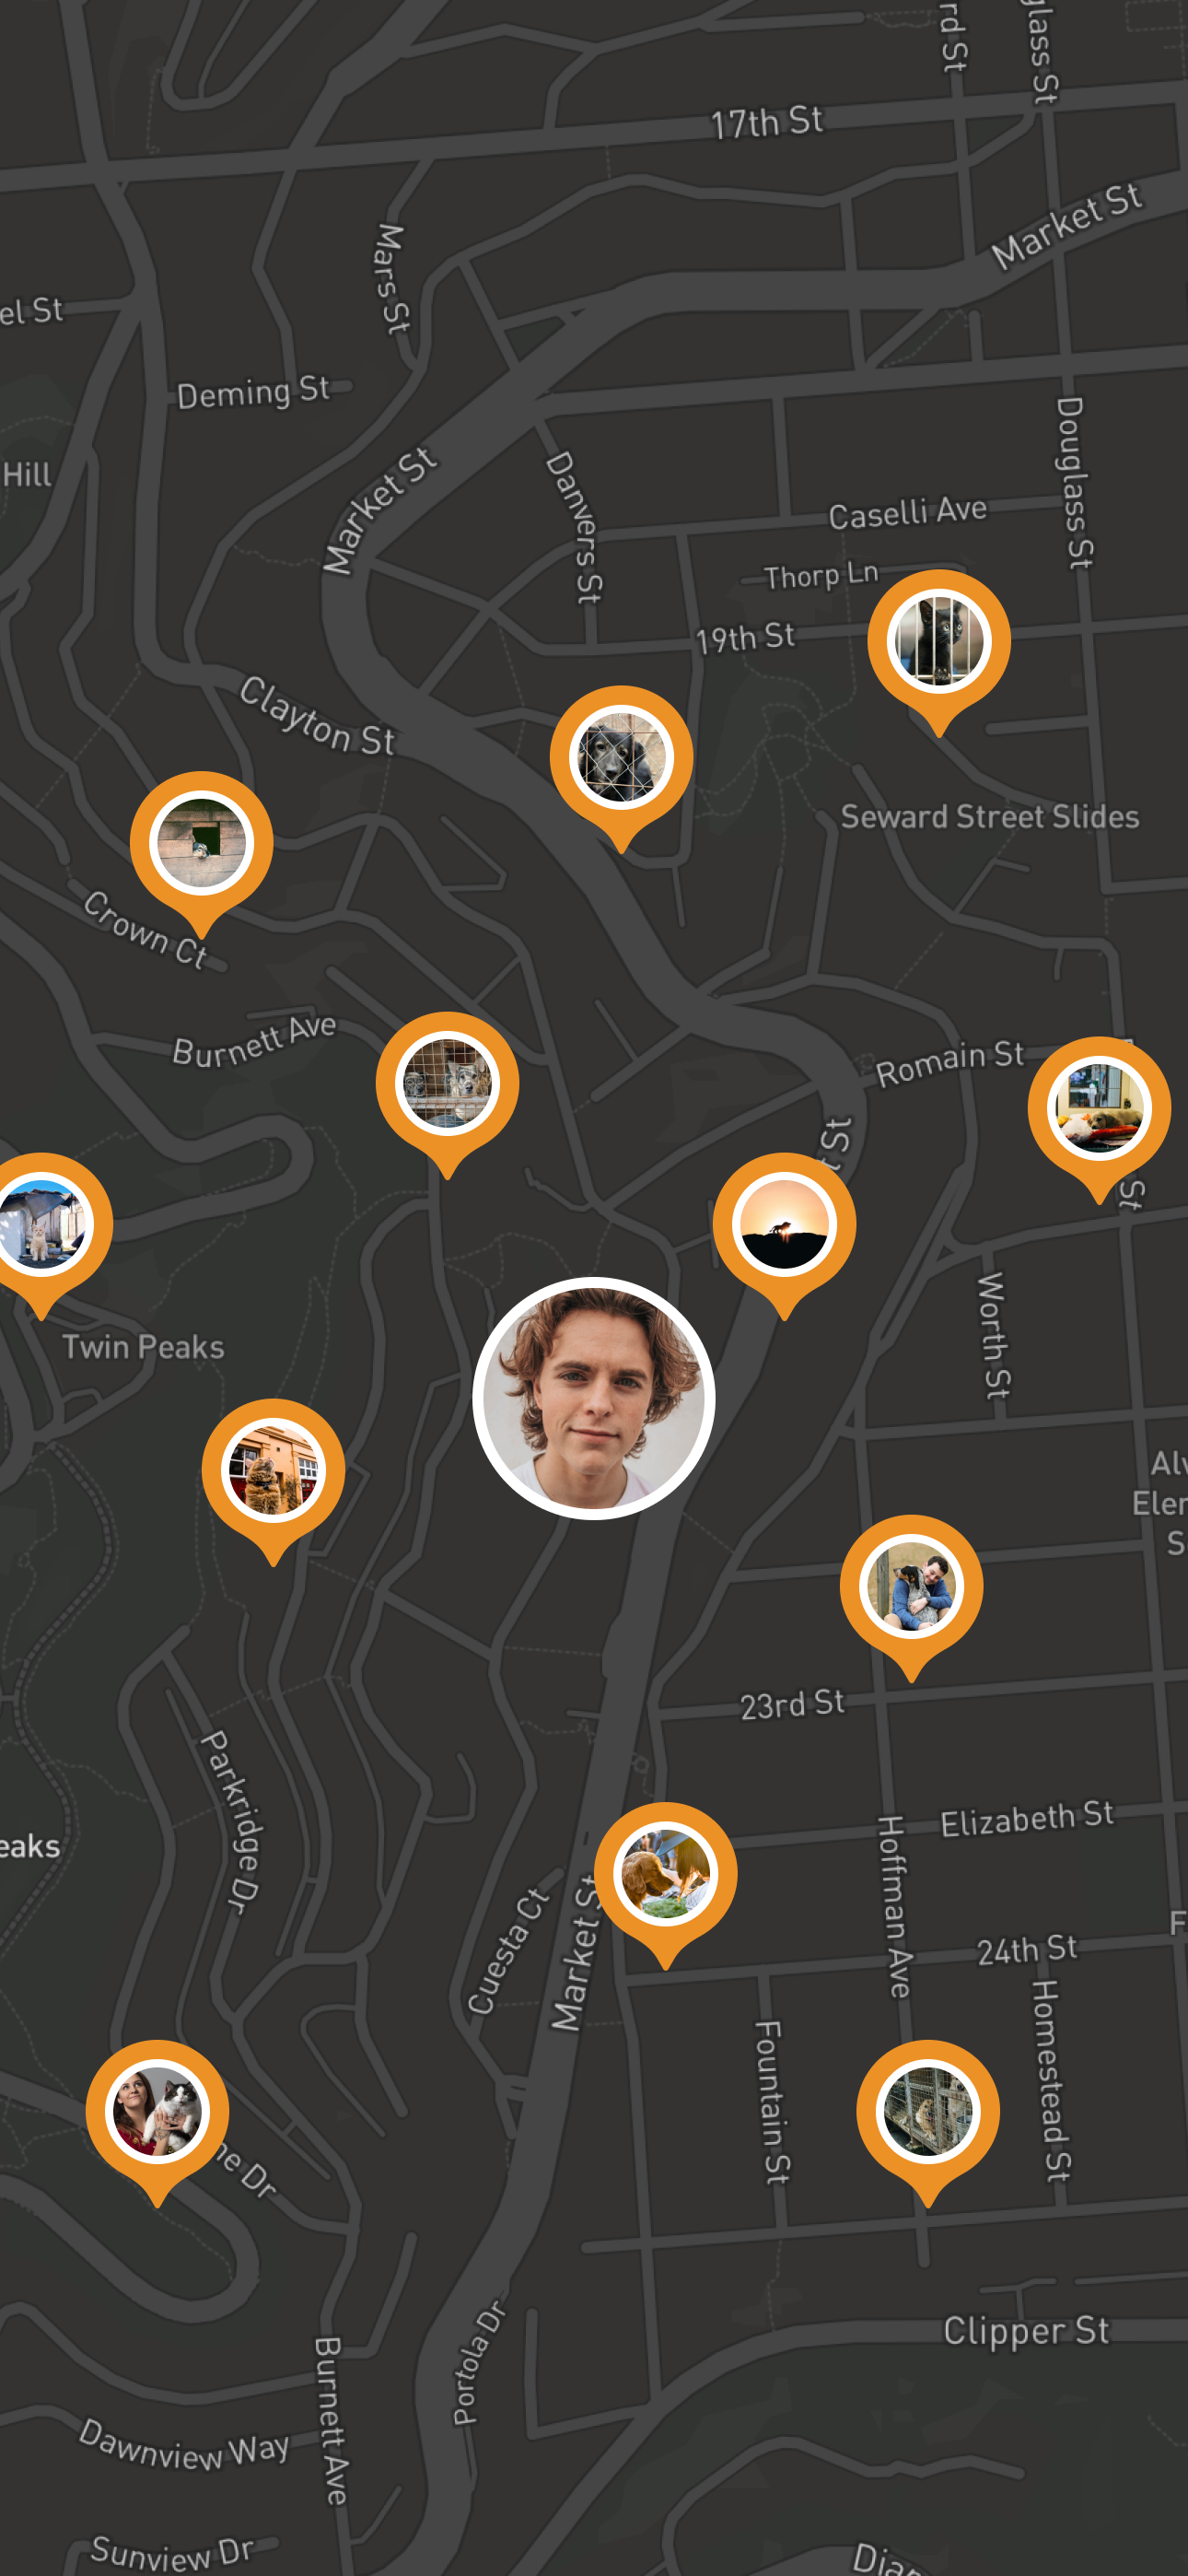 rd St
glass St
17th St
Market St
Mars St
el St
Deming St
Hill
Market St
Danvers St
Douglass St
Caselli Ave
Thorp Ln
19th St
Clayton St
Seward Street Slides
Crown Ct
Burnett Ave
Romain St
t St
St
Worth St
Twin Peaks
Alv
Elem
S
23rd St
Parkridge Dr
Elizabeth St
eaks
Hoffman Ave
Cuesta Ct
Market St
24th St
F
Homestead St
Fountain St
ne Dr
Clipper St
Portola Dr
Burnett Ave
Dawnview Way
Sunview Dr
Dian